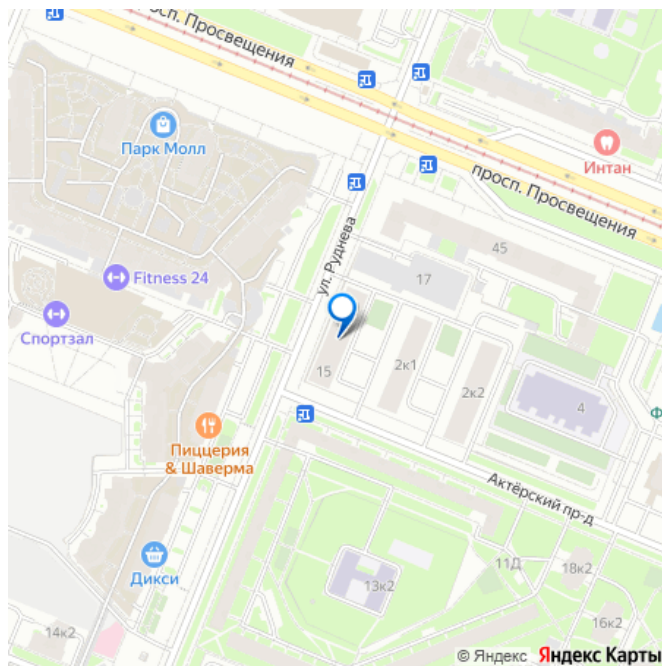 просп. Просвещения
Парк Молл
Интан
просп. Просвещения
ул. Руднева
45
17
Fitness 24
Спортзал
15
2к1
2к2
4
Ф
Пиццерия
& Шаверма
Актёрский пр-д
Дикси
13к2
11Д
18к2
16к2
14к2
© Яндекс Яндекс Карты